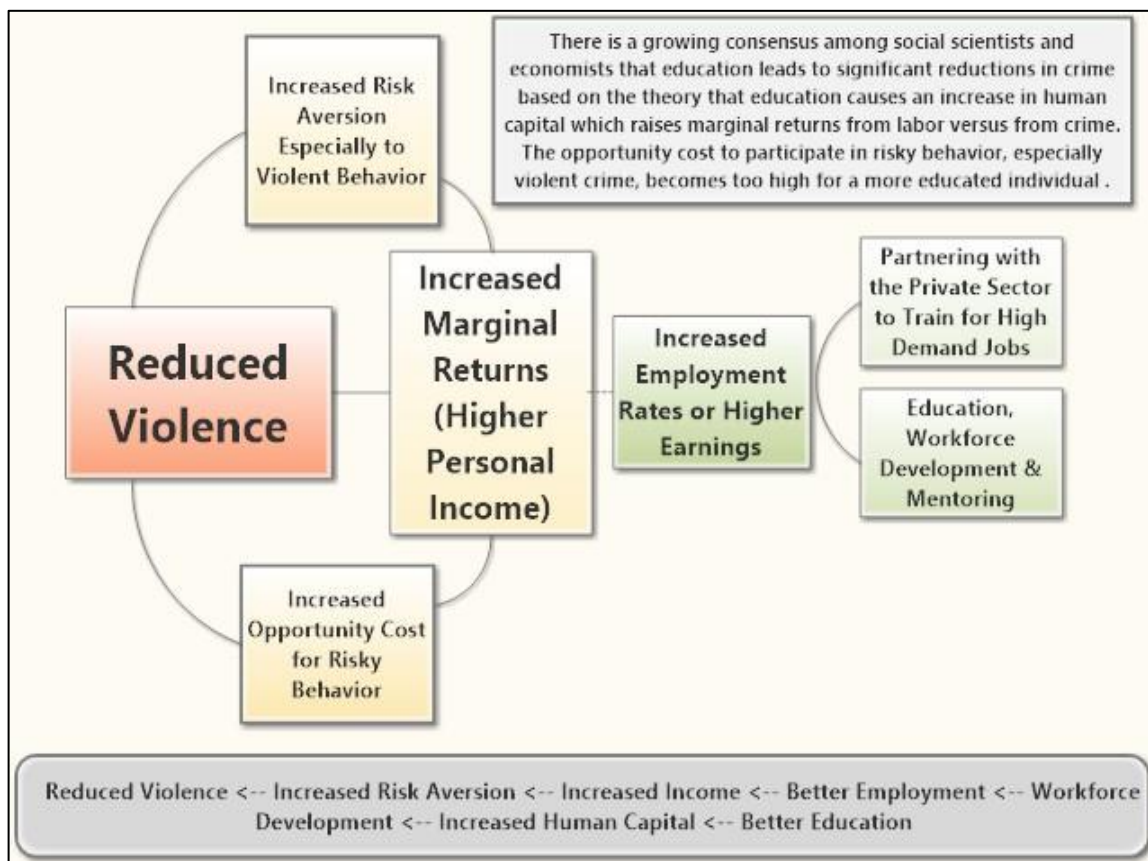 There is a growing consensus among social scientists and
economists that education leads to significant reductions in crime
based on the theory that education causes an increase in human
capital which raises marginal returns from labor versus from crime.
The opportunity cost to participate in risky behavior, especially
violent crime, becomes too high for a more educated individual .
Increased Risk
Aversion
Especially to
Violent Behavior
Reduced
Violence
Increased
Marginal
Returns
(Higher
Personal
Income)
Increased
Employment
Rates or Higher
Earnings
Partnering with
the Private Sector
to Train for High
Demand Jobs
Education,
Workforce
Development &
Mentoring
Increased
Opportunity Cost
for Risky
Behavior
Reduced Violence <-- Increased Risk Aversion <-- Increased Income <-- Better Employment <-- Workforce
Development <-- Increased Human Capital <-- Better Education